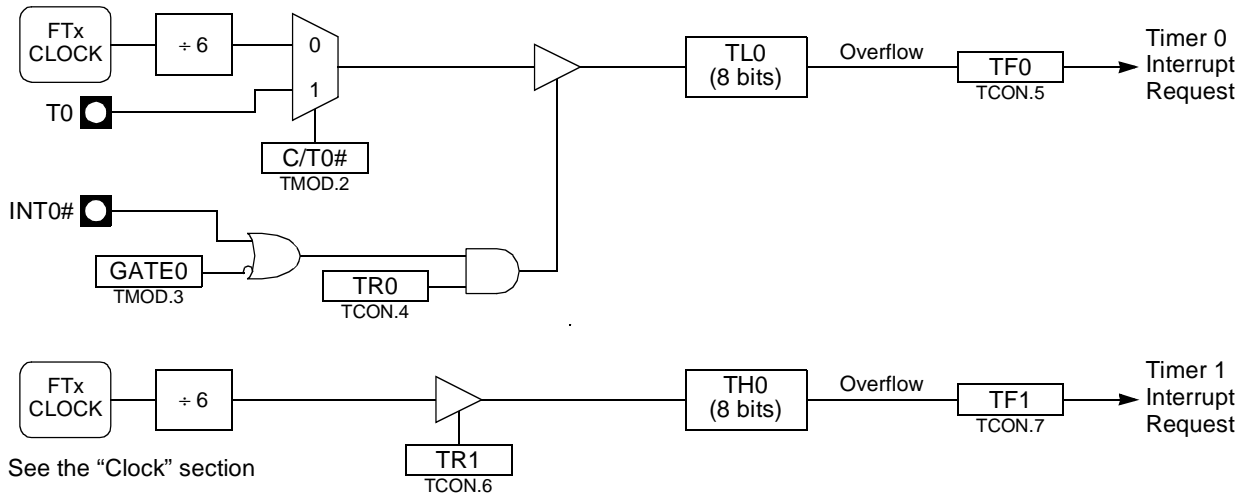 FTx
CLOCK
÷ 6
0
1
T0
C/T0#
TMOD.2
TL0
(8 bits)
Overflow
TF0
TCON.5
Timer 0
Interrupt
Request
INT0#
GATE0
TMOD.3
TR0
TCON.4
FTx
CLOCK
÷ 6
TR1
TCON.6
TH0
(8 bits)
Overflow
TF1
TCON.7
Timer 1
Interrupt
Request
See the “Clock” section